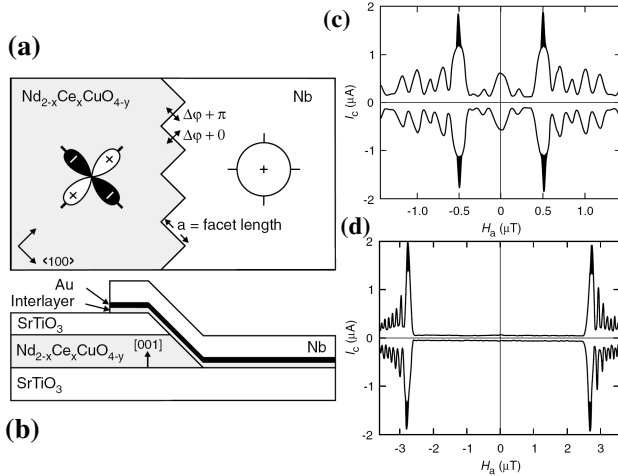 (a)
Nd2-xCexCuO4-y
Nb
Δφ + π
Δφ + 0
+
a = facet length
‹100›
Au
Interlayer
SrTiO3
Nd2-xCexCuO4-y
[001]
Nb
SrTiO3
(b)
(c)
2
1
0
-1
-2
Ic (μA)
-1.0 -0.5 0 0.5 1.0
Ha (μT)
(d)
2
1
0
-1
-2
Ic (μA)
-3 -2 -1 0 1 2 3
Ha (μT)